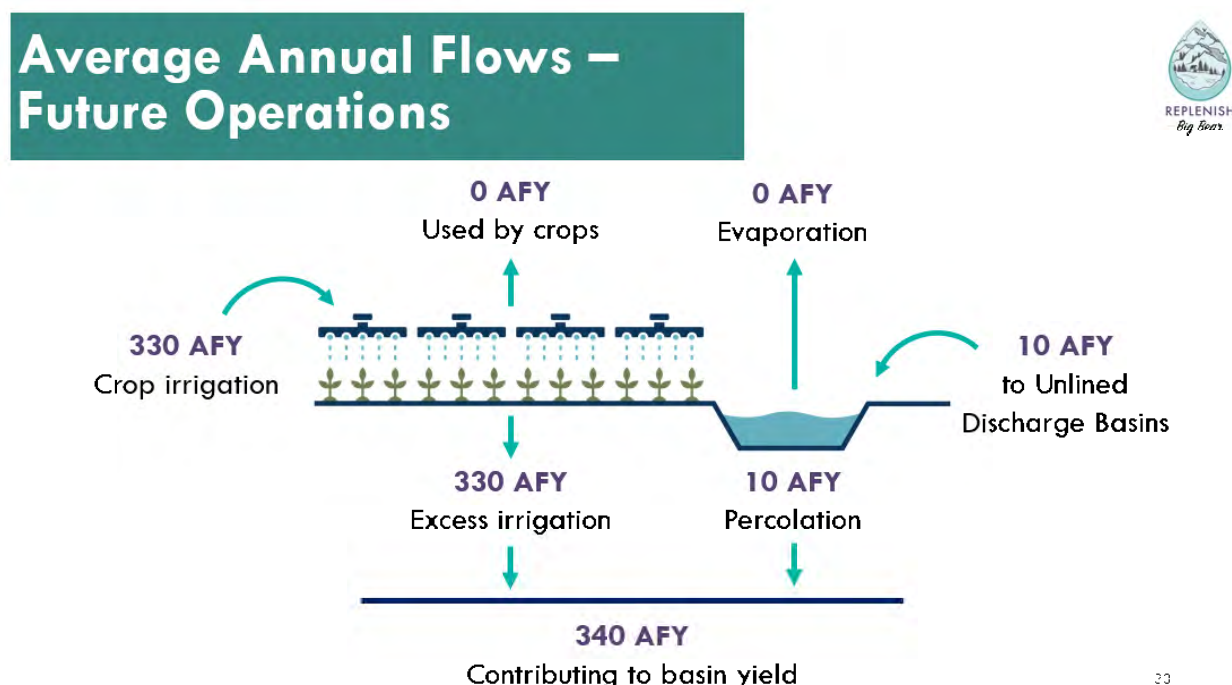 Average Annual Flows –
Future Operations
REPLENISH
Big Bear
0 AFY
Used by crops
0 AFY
Evaporation
330 AFY
Crop irrigation
10 AFY
to Unlined
Discharge Basins
330 AFY
Excess irrigation
10 AFY
Percolation
340 AFY
Contributing to basin yield